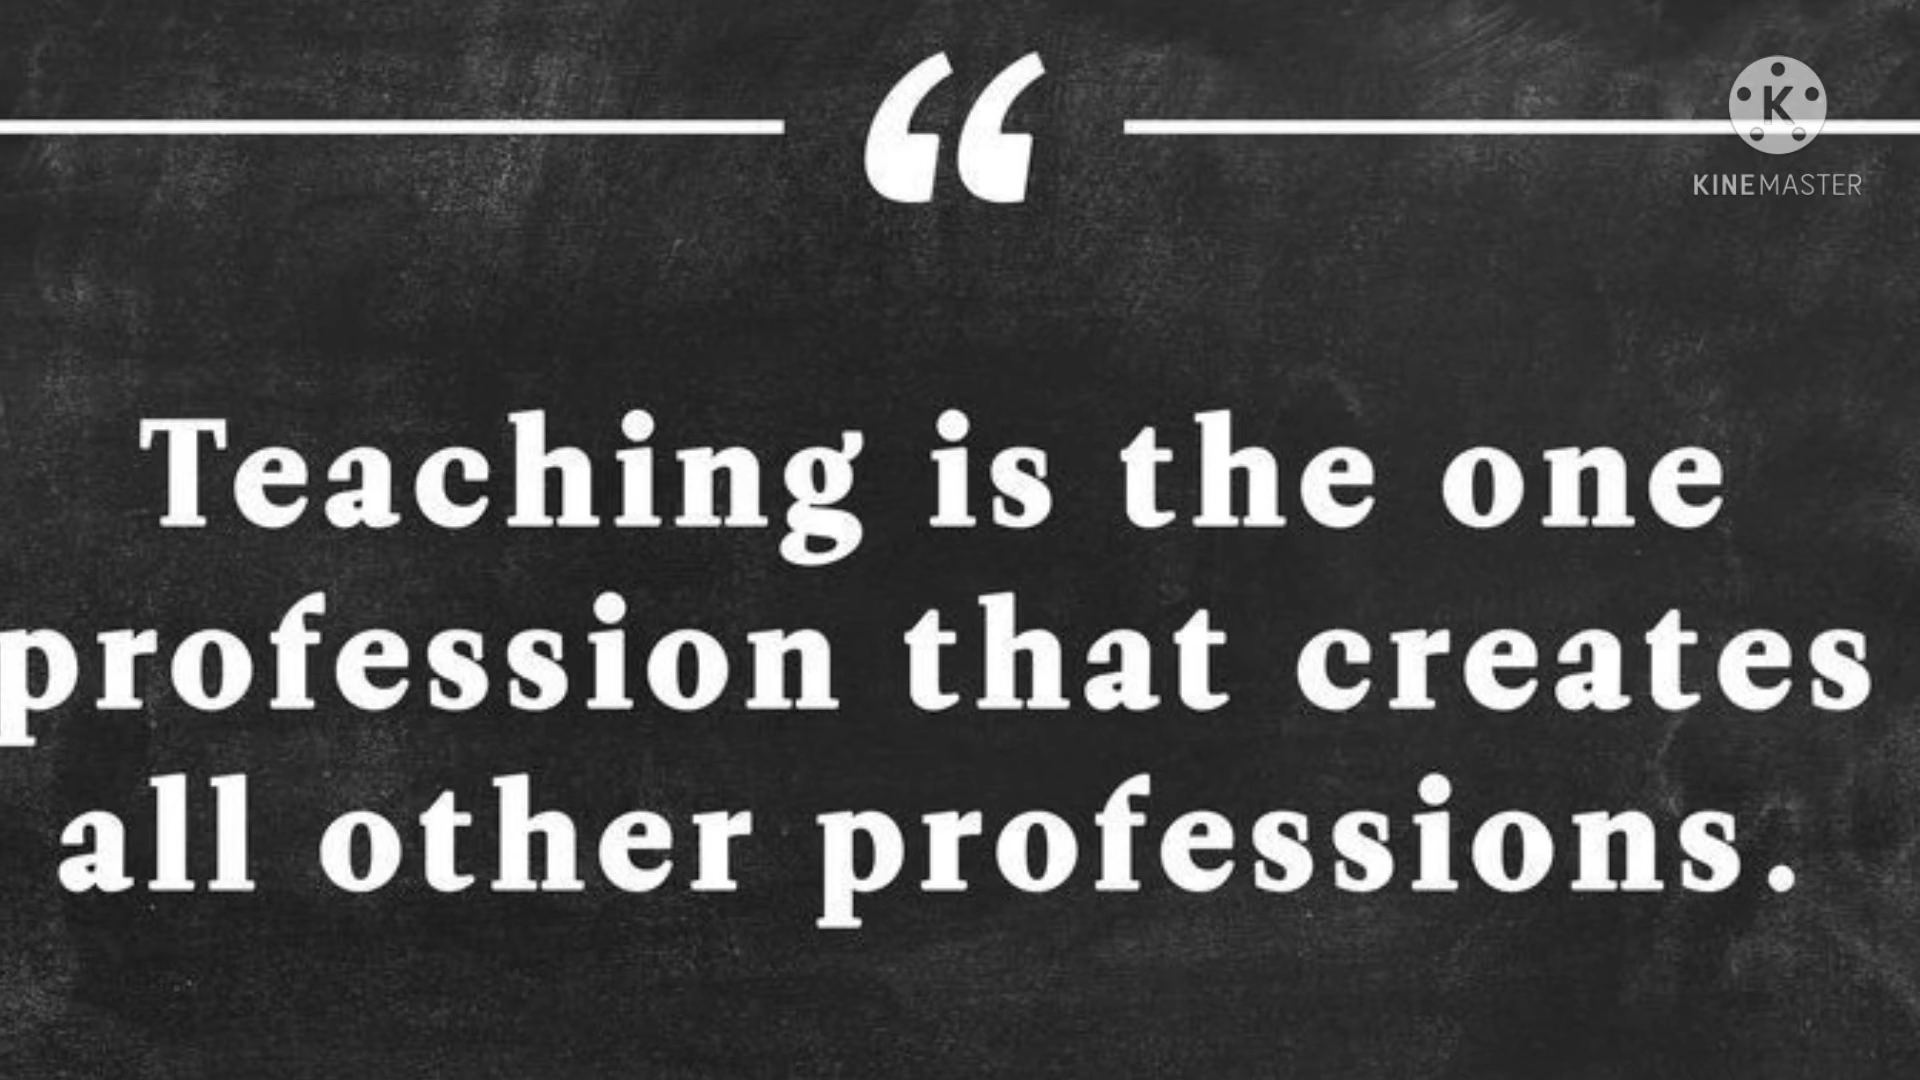 “
KINEMASTER
Teaching is the one
profession that creates
all other professions.